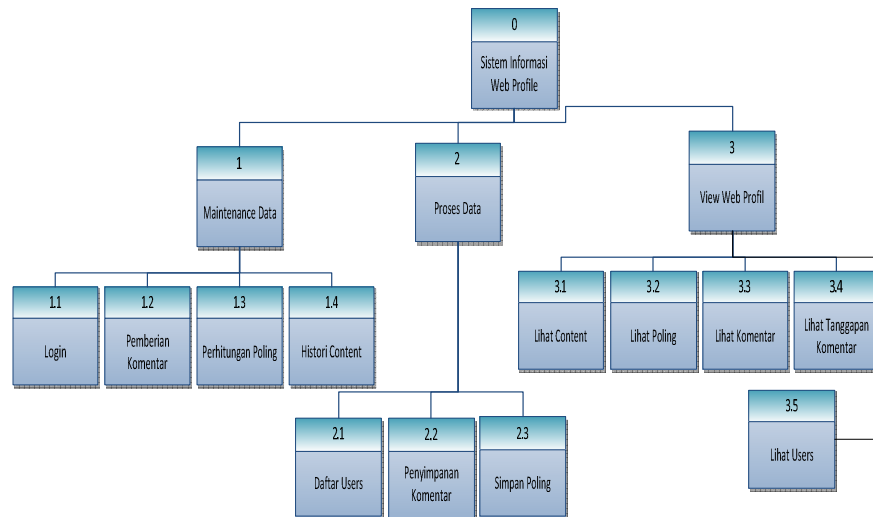 0
Sistem Informasi
Web Profile
1
Maintenance Data
2
Proses Data
3
View Web Profil
1.1
Login
1.2
Pemberian
Komentar
1.3
Perhitungan Poling
1.4
Histori Content
3.1
Lihat Content
3.2
Lihat Poling
3.3
Lihat Komentar
3.4
Lihat Tanggapan
Komentar
2.1
Daftar Users
2.2
Penyimpanan
Komentar
2.3
Simpan Poling
3.5
Lihat Users